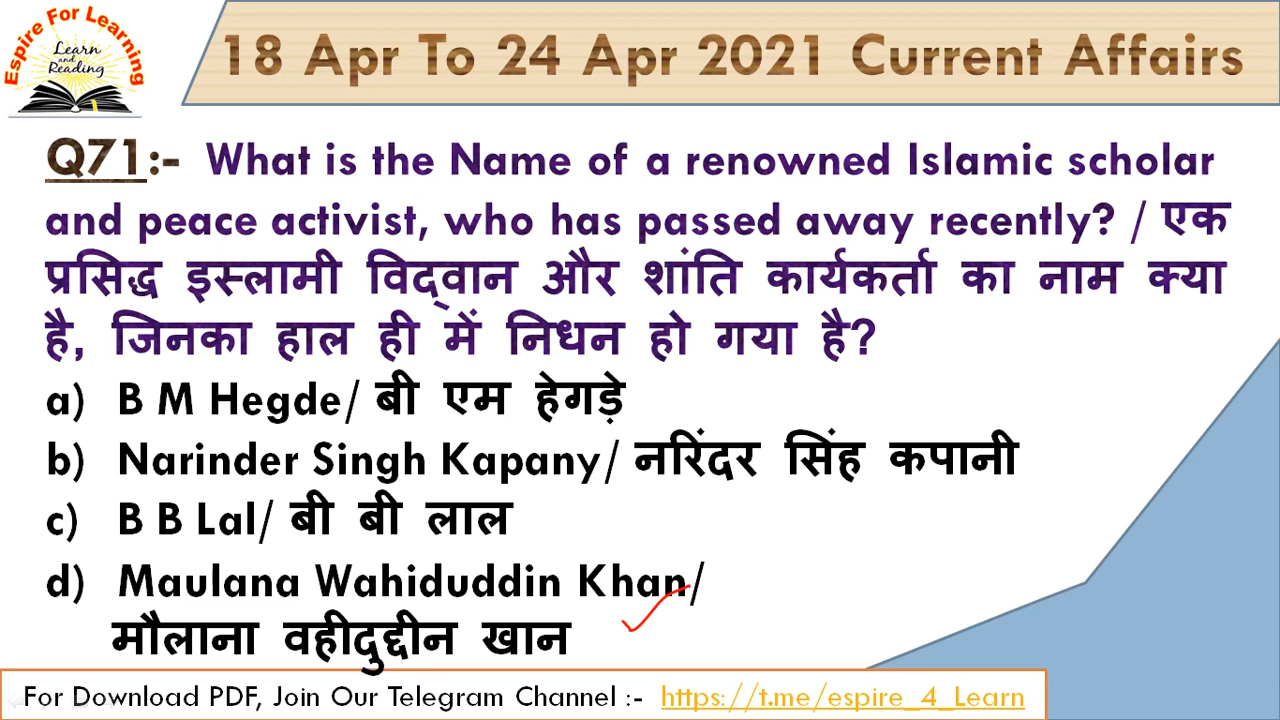 Espire For Learning
Learn
and
Reading
18 Apr To 24 Apr 2021 Current Affairs
Q71:- What is the Name of a renowned Islamic scholar
and peace activist, who has passed away recently? / एक
प्रसिद्ध इस्लामी विद्वान और शांति कार्यकर्ता का नाम क्या
है, जिनका हाल ही में निधन हो गया है?
a) B M Hegde/ बी एम हेगड़े
b) Narinder Singh Kapany/ नरिंदर सिंह कपानी
c) B B Lal/ बी बी लाल
d) Maulana Wahiduddin Khan/
मौलाना वहीदुद्दीन खान
For Download PDF, Join Our Telegram Channel :- https://t.me/espire_4_Learn